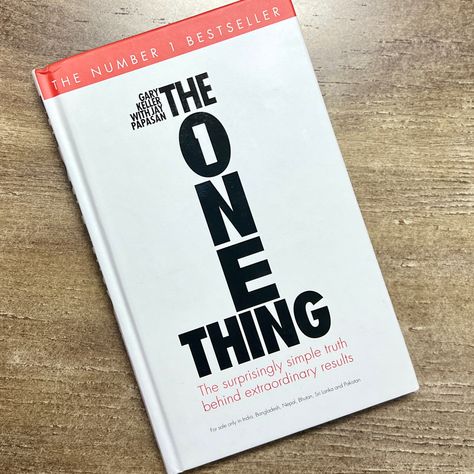 THE NUMBER 1 BESTSELLER
GARY
KELLER
WITH JAY
PAPASAN
THE
ONE
THING
The surprisingly simple truth
behind extraordinary results
For sale only in India, Bangladesh, Nepal, Bhutan, Sri Lanka and Pakistan